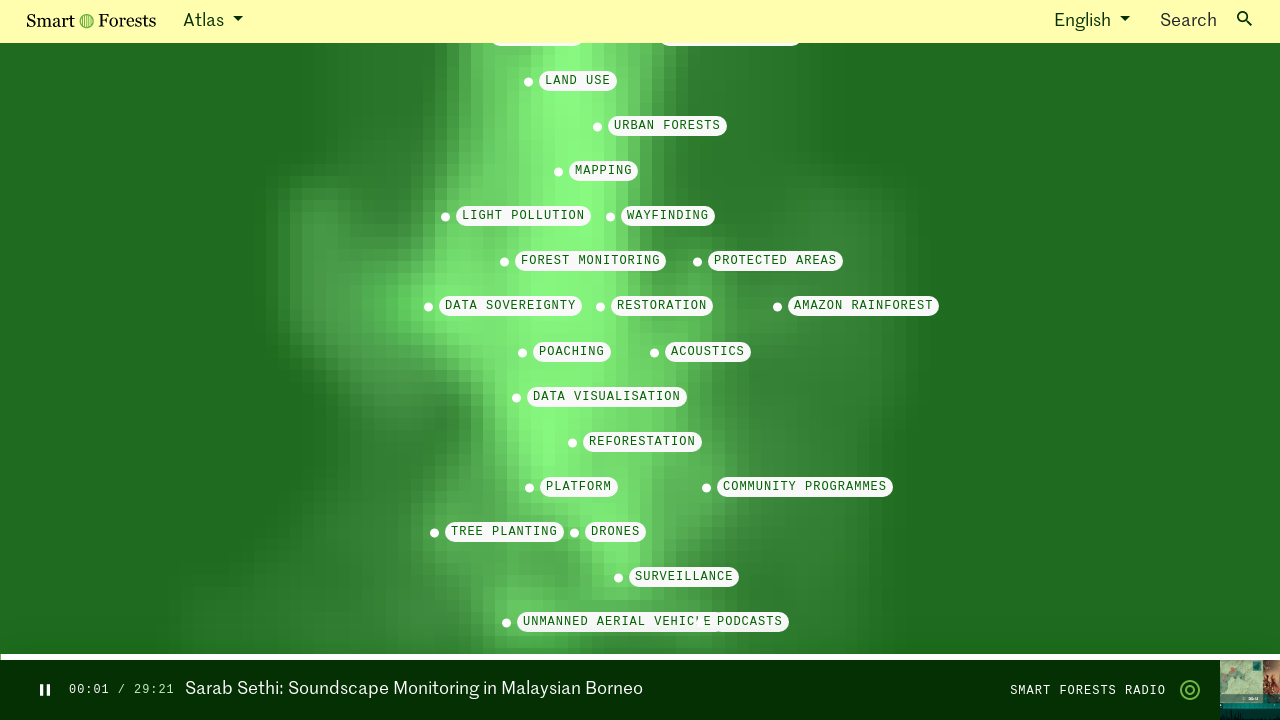 Smart Forests Atlas English Search
LAND USE
URBAN FORESTS
MAPPING
LIGHT POLLUTION WAYFINDING
FOREST MONITORING PROTECTED AREAS
DATA SOVEREIGNTY RESTORATION AMAZON RAINFOREST
POACHING ACOUSTICS
DATA VISUALISATION
REFORESTATION
PLATFORM COMMUNITY PROGRAMMES
TREE PLANTING DRONES
SURVEILLANCE
UNMANNED AERIAL VEHICLE PODCASTS
00:01 / 29:21 Sarab Sethi: Soundscape Monitoring in Malaysian Borneo SMART FORESTS RADIO